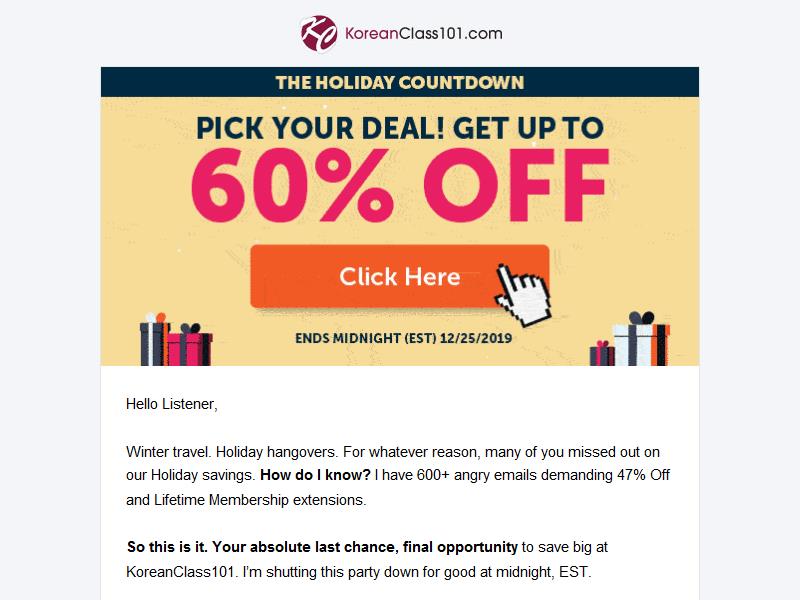 KoreanClass101.com
THE HOLIDAY COUNTDOWN
PICK YOUR DEAL! GET UP TO
60% OFF
Click Here
ENDS MIDNIGHT (EST) 12/25/2019
Hello Listener,
Winter travel. Holiday hangovers. For whatever reason, many of you missed out on
our Holiday savings. How do I know? I have 600+ angry emails demanding 47% Off
and Lifetime Membership extensions.
So this is it. Your absolute last chance, final opportunity to save big at
KoreanClass101. I'm shutting this party down for good at midnight, EST.